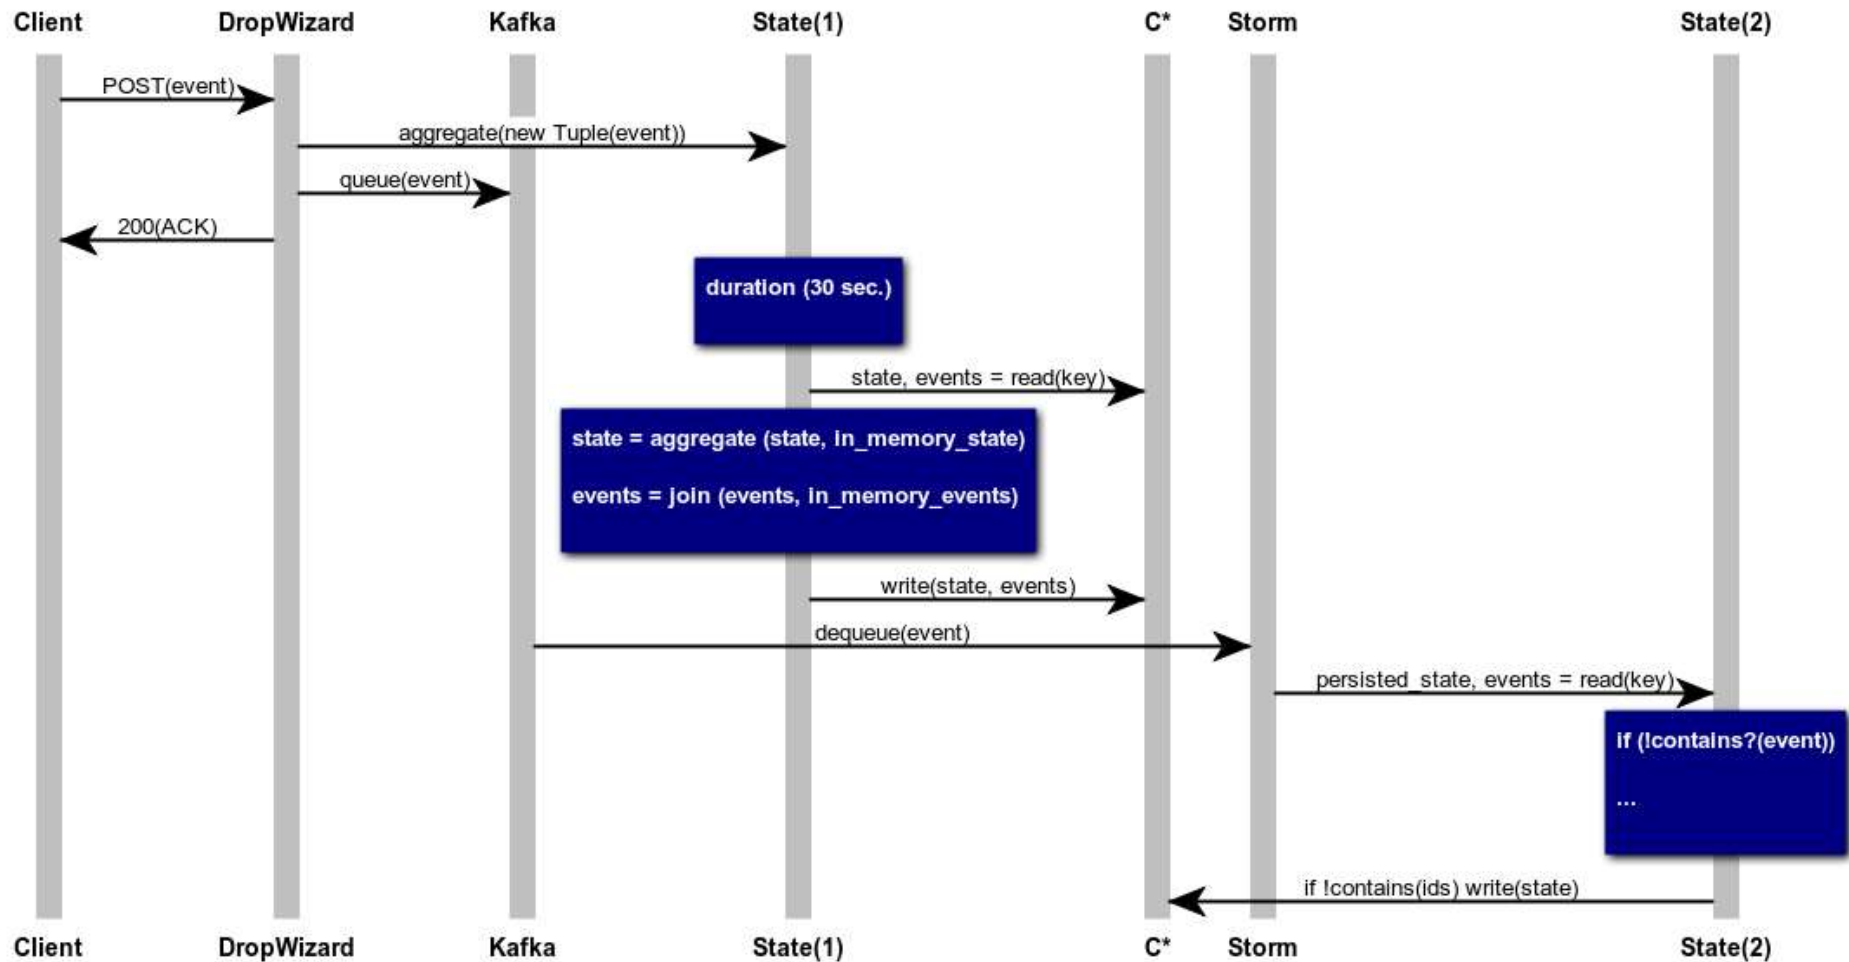 Client DropWizard Kafka State(1) C* Storm State(2)
POST(event)
aggregate(new Tuple(event))
queue(event)
200(ACK)
duration (30 sec.)
state, events = read(key)
state = aggregate (state, in_memory_state)
events = join (events, in_memory_events)
write(state, events)
dequeue(event)
persisted_state, events = read(key)
if (!contains?(event))
...
if !contains(ids) write(state)
Client DropWizard Kafka State(1) C* Storm State(2)